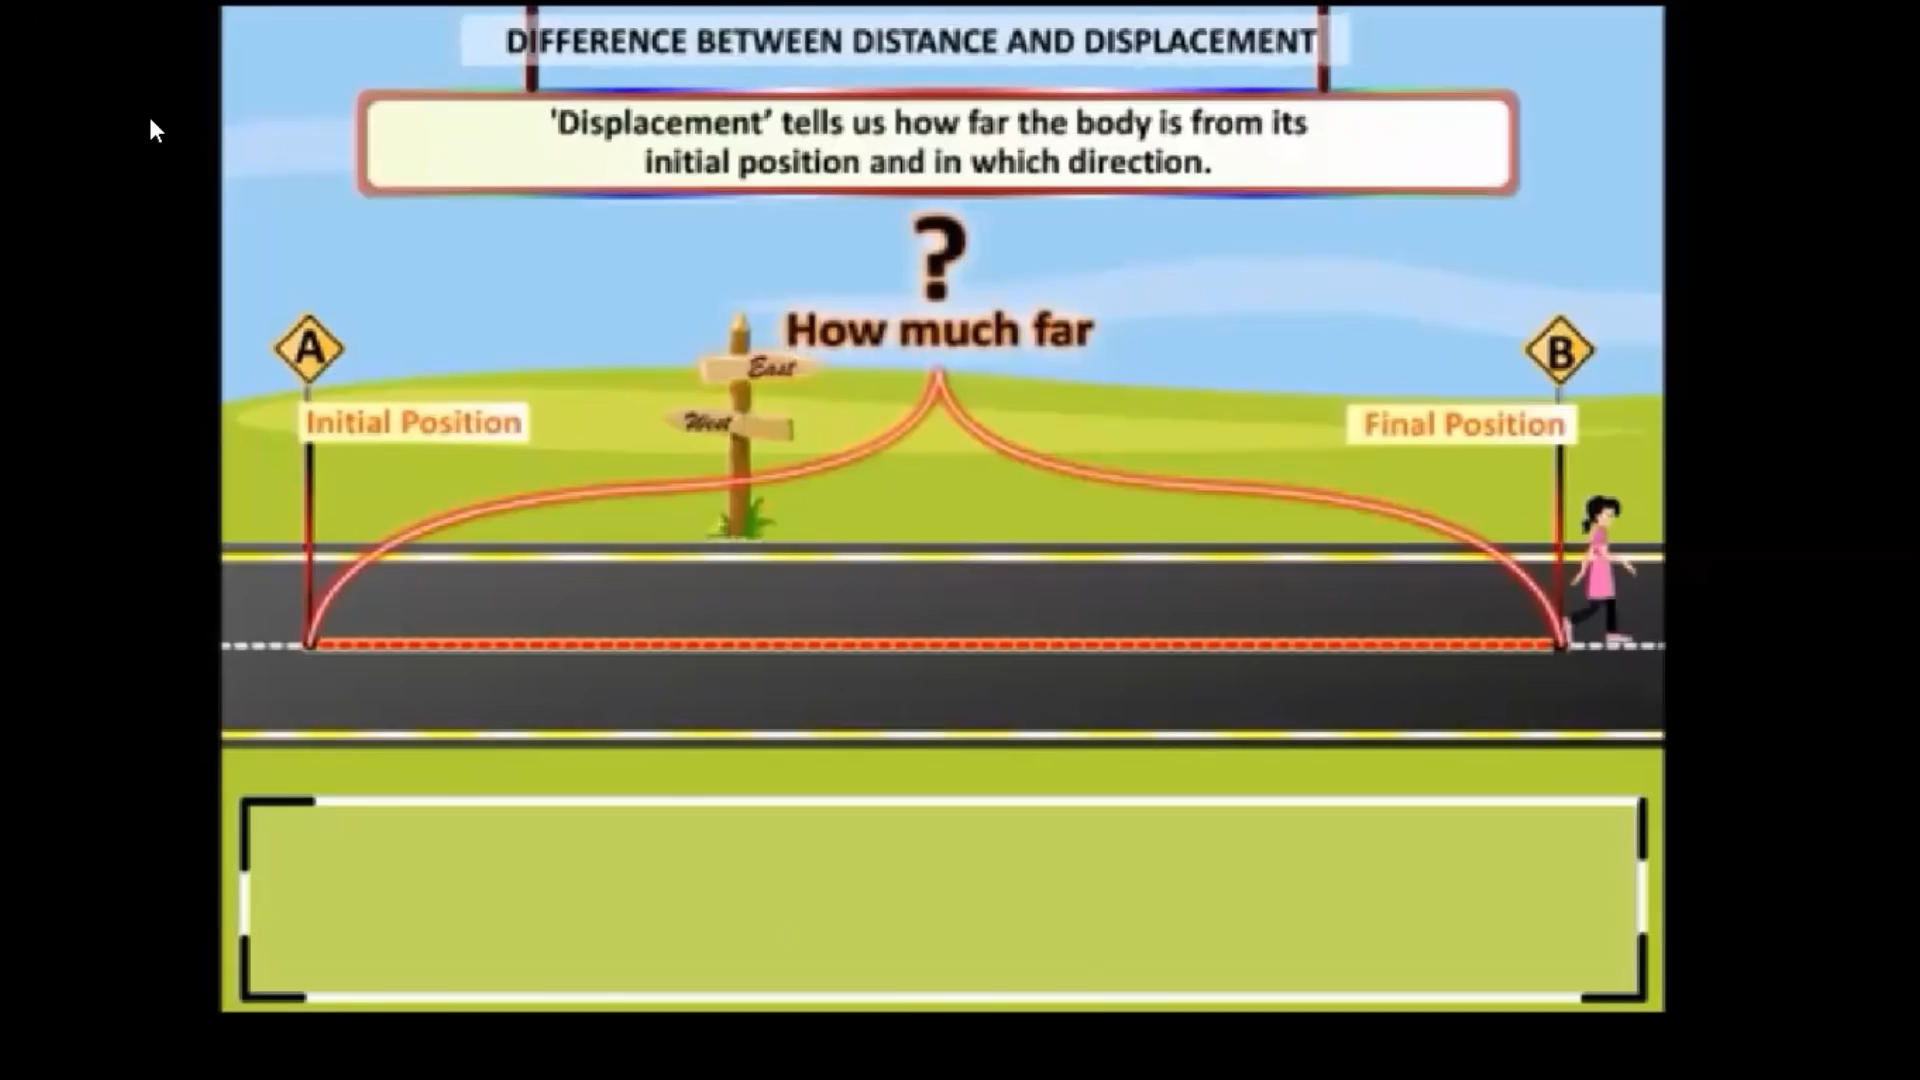 DIFFERENCE BETWEEN DISTANCE AND DISPLACEMENT
'Displacement’ tells us how far the body is from its
initial position and in which direction.
?
How much far
A
B
East
West
Initial Position
Final Position